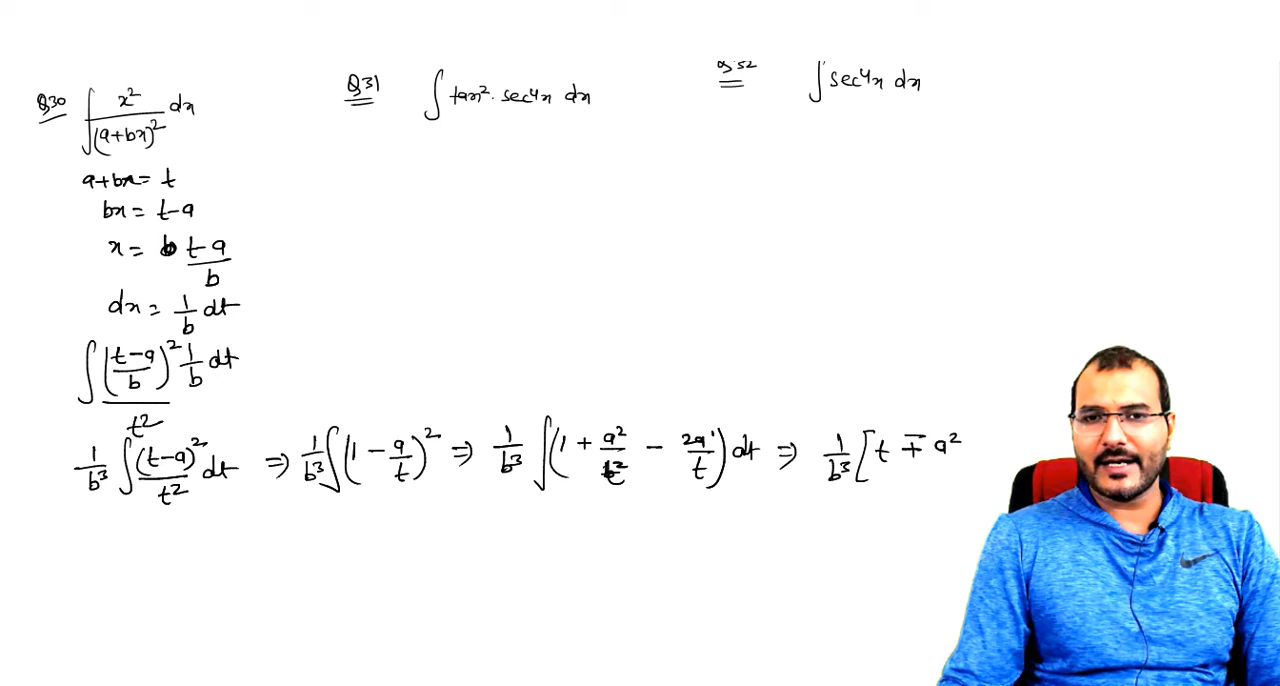 Q30 ∫ x²/(a+bx)² dx
Q31 ∫ tan². sec⁴x dx
Q.32 ∫ sec⁴x dx
a+bx = t
bx = t-a
x = t-a/b
dx = 1/b dt
∫ (t-a/b)² 1/b dt / t²
1/b³ ∫ (t-a)²/t² dt ⇒ 1/b³ ∫ (1 - a/t)² ⇒ 1/b³ ∫ (1 + a²/t² - 2a/t) dt ⇒ 1/b³ [t ∓ a²